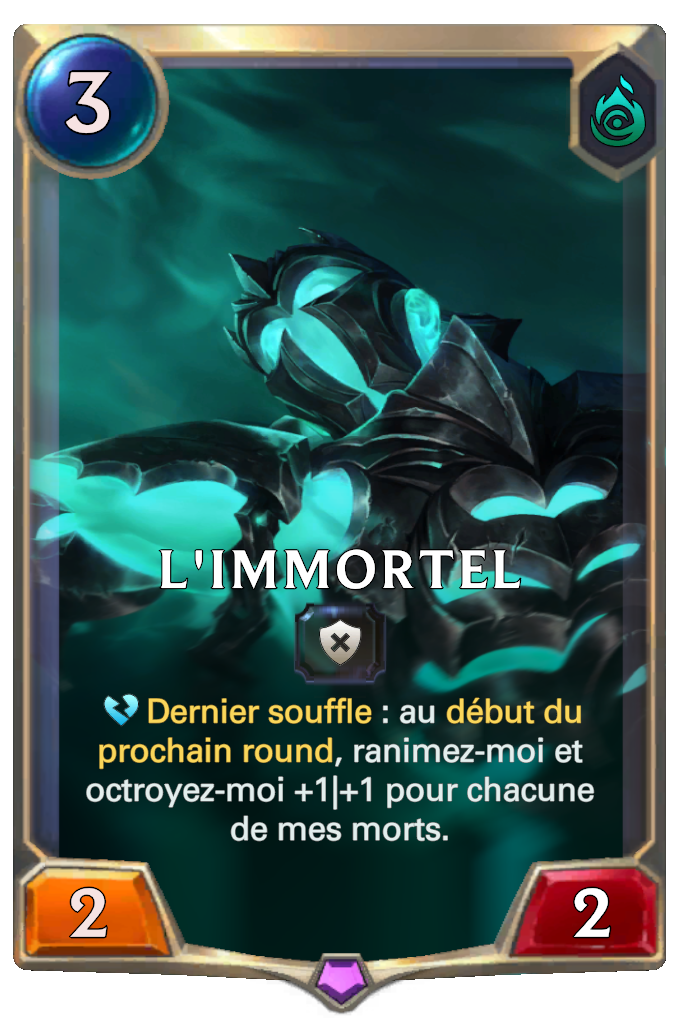 3
L'IMMORTEL
Dernier souffle : au début du
prochain round, ranimez-moi et
octroyez-moi +1|+1 pour chacune
de mes morts.
2
2